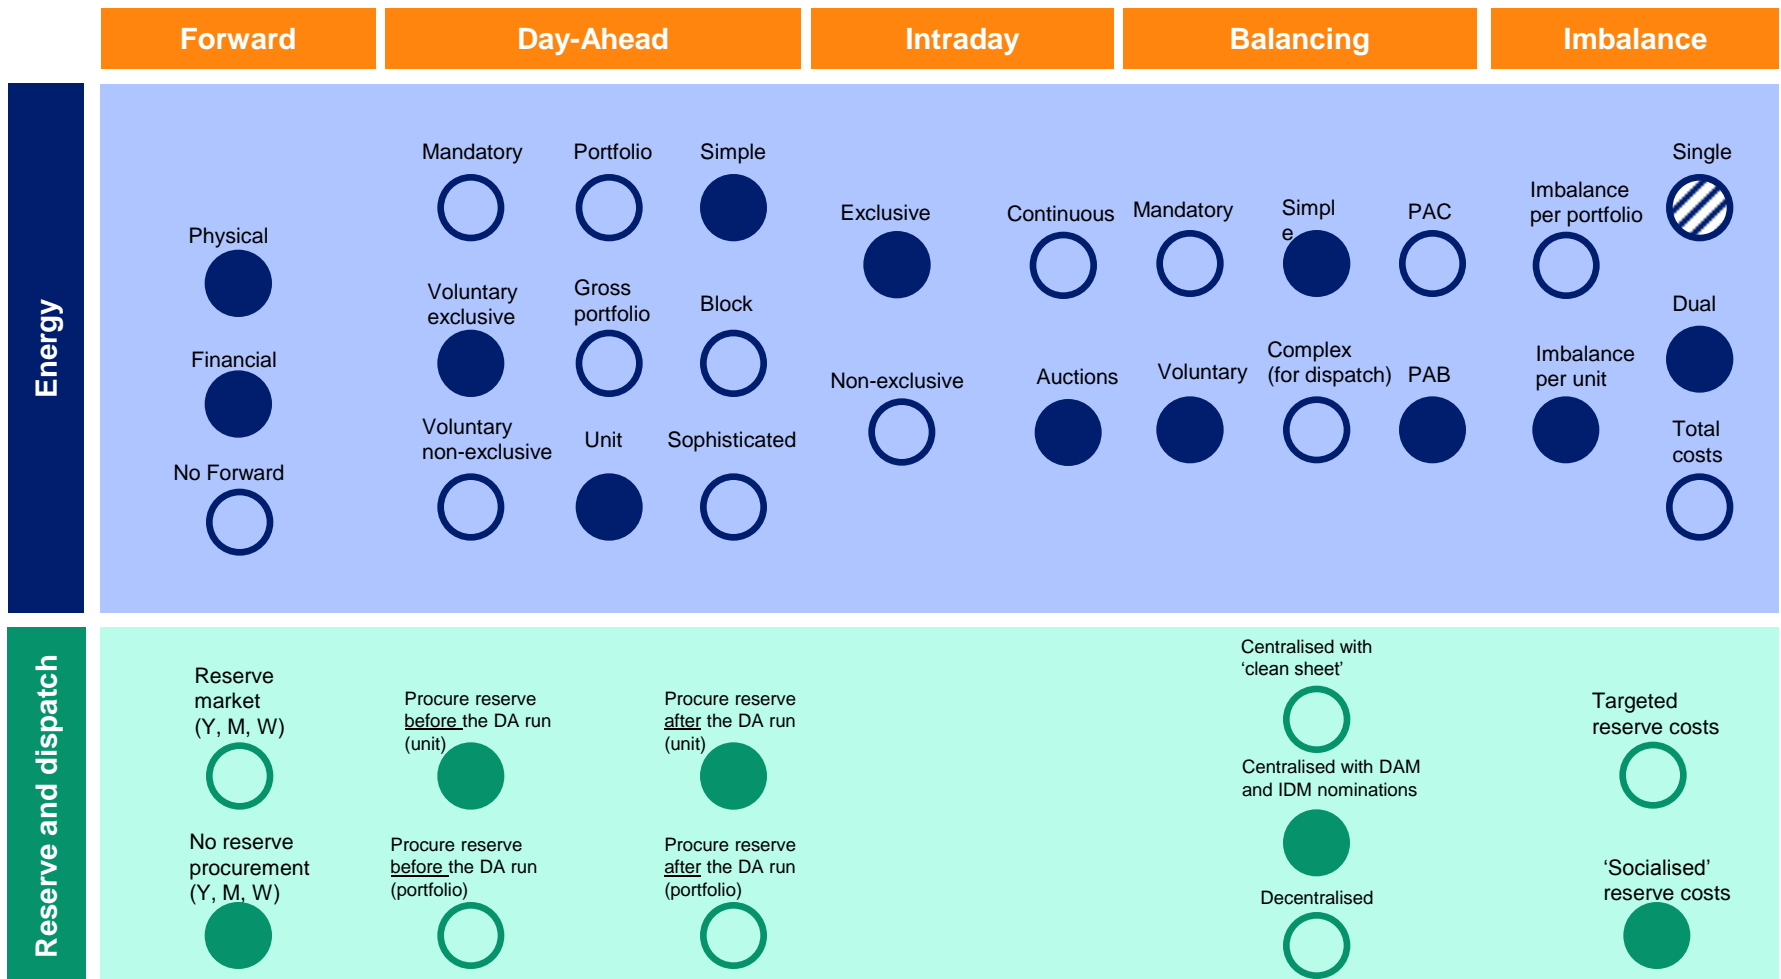 Forward
Day-Ahead
Intraday
Balancing
Imbalance
Energy
Physical
Financial
No Forward
Mandatory
Portfolio
Simple
Voluntary
exclusive
Gross
portfolio
Block
Voluntary
non-exclusive
Unit
Sophisticated
Exclusive
Continuous
Non-exclusive
Auctions
Mandatory
Simpl
e
PAC
Voluntary
Complex
(for dispatch)
PAB
Imbalance
per portfolio
Single
Imbalance
per unit
Dual
Total
costs
Reserve and dispatch
Reserve
market
(Y, M, W)
No reserve
procurement
(Y, M, W)
Procure reserve
before the DA run
(unit)
Procure reserve
after the DA run
(unit)
Procure reserve
before the DA run
(portfolio)
Procure reserve
after the DA run
(portfolio)
Centralised with
‘clean sheet’
Centralised with DAM
and IDM nominations
Decentralised
Targeted
reserve costs
‘Socialised’
reserve costs